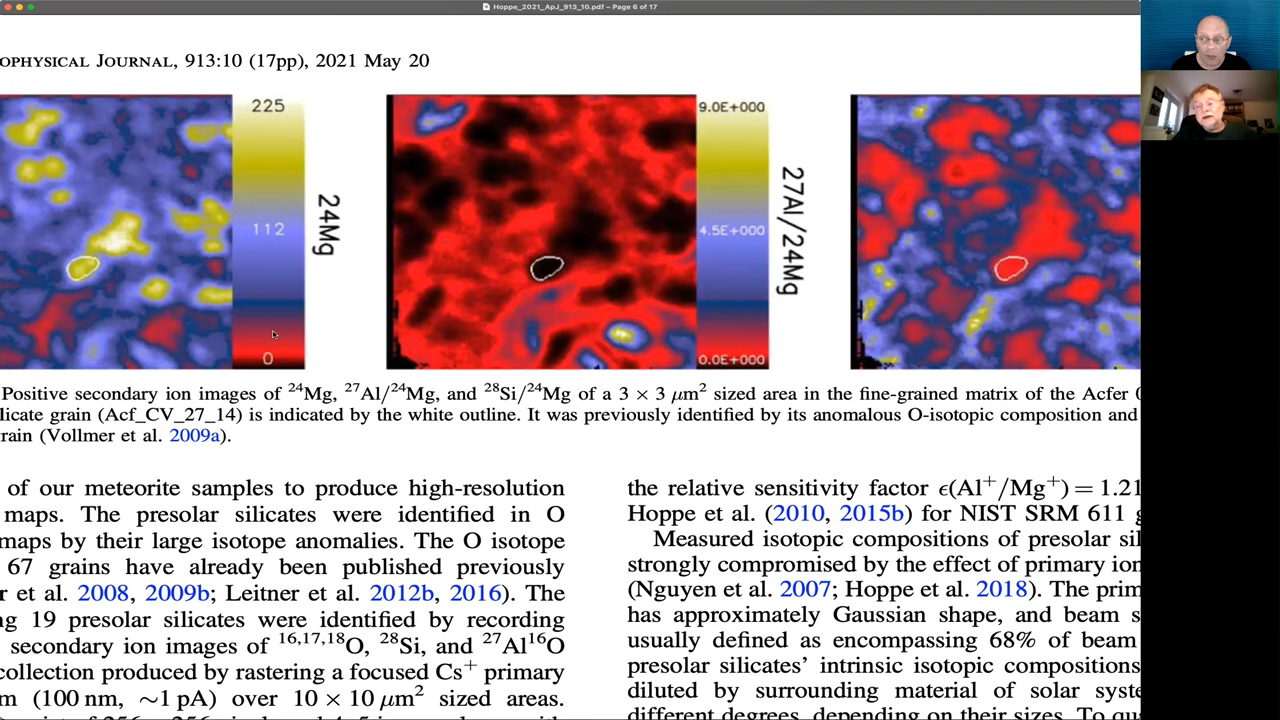 Hoppe_2021_ApJ_913_10.pdf – Page 6 of 17
OPHYSICAL JOURNAL, 913:10 (17pp), 2021 May 20
225
112
0
24Mg
9.0E+000
4.5E+000
0.0E+000
27Al/24Mg
Positive secondary ion images of ²⁴Mg, ²⁷Al/²⁴Mg, and ²⁸Si/²⁴Mg of a 3 × 3 μm² sized area in the fine-grained matrix of the Acfer 0
licate grain (Acf_CV_27_14) is indicated by the white outline. It was previously identified by its anomalous O-isotopic composition and
rain (Vollmer et al. 2009a).
of our meteorite samples to produce high-resolution
maps. The presolar silicates were identified in O
maps by their large isotope anomalies. The O isotope
67 grains have already been published previously
r et al. 2008, 2009b; Leitner et al. 2012b, 2016). The
ng 19 presolar silicates were identified by recording
secondary ion images of ¹⁶,¹⁷,¹⁸O, ²⁸Si, and ²⁷Al¹⁶O
collection produced by rastering a focused Cs⁺ primary
m (100 nm, ∼1 pA) over 10 × 10 μm² sized areas.
the relative sensitivity factor ϵ(Al⁺/Mg⁺) = 1.21
Hoppe et al. (2010, 2015b) for NIST SRM 611 g
Measured isotopic compositions of presolar sil
strongly compromised by the effect of primary ion
(Nguyen et al. 2007; Hoppe et al. 2018). The prim
has approximately Gaussian shape, and beam s
usually defined as encompassing 68% of beam
presolar silicates' intrinsic isotopic compositions
diluted by surrounding material of solar syste
different degrees, depending on their sizes. To qua